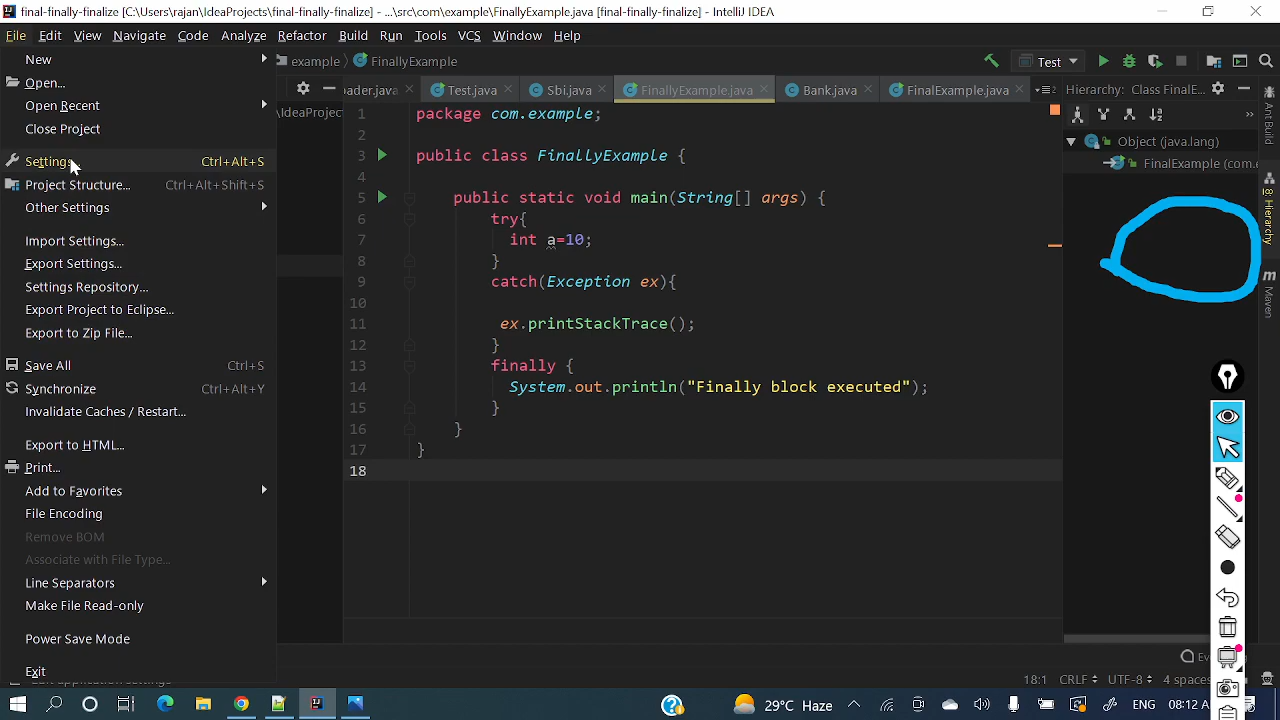 final-finally-finalize [C:\Users\rajan\IdeaProjects\final-finally-finalize] - ...\src\com\example\FinallyExample.java [final-finally-finalize] - IntelliJ IDEA
File Edit View Navigate Code Analyze Refactor Build Run Tools VCS Window Help
example FinallyExample Test
ader.java Test.java Sbi.java FinallyExample.java Bank.java FinalExample.java Hierarchy: Class FinalE...
New
Open...
Open Recent
Close Project
Settings... Ctrl+Alt+S
Project Structure... Ctrl+Alt+Shift+S
Other Settings
Import Settings...
Export Settings...
Settings Repository...
Export Project to Eclipse...
Export to Zip File...
Save All Ctrl+S
Synchronize Ctrl+Alt+Y
Invalidate Caches / Restart...
Export to HTML...
Print...
Add to Favorites
File Encoding
Remove BOM
Associate with File Type...
Line Separators
Make File Read-only
Power Save Mode
Exit
\IdeaProjec
1 package com.example;
2
3 public class FinallyExample {
4
5 public static void main(String[] args) {
6 try{
7 int a=10;
8 }
9 catch(Exception ex){
10
11 ex.printStackTrace();
12 }
13 finally {
14 System.out.println("Finally block executed");
15 }
16 }
17 }
18
Object (java.lang)
FinalExample (com.e
Ant Build
8: Hierarchy
Maven
18:1 CRLF UTF-8 4 spaces
29°C Haze ENG 08:12 A